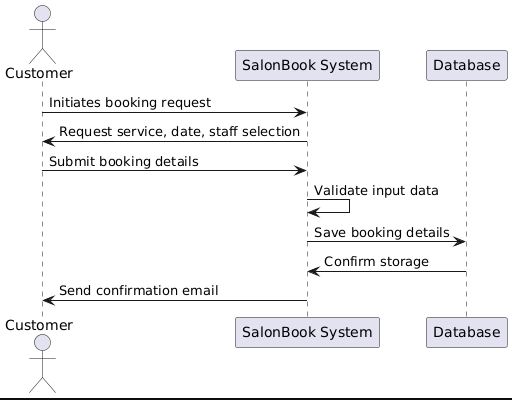 Customer
SalonBook System
Database
Initiates booking request
Request service, date, staff selection
Submit booking details
Validate input data
Save booking details
Confirm storage
Send confirmation email
Customer
SalonBook System
Database